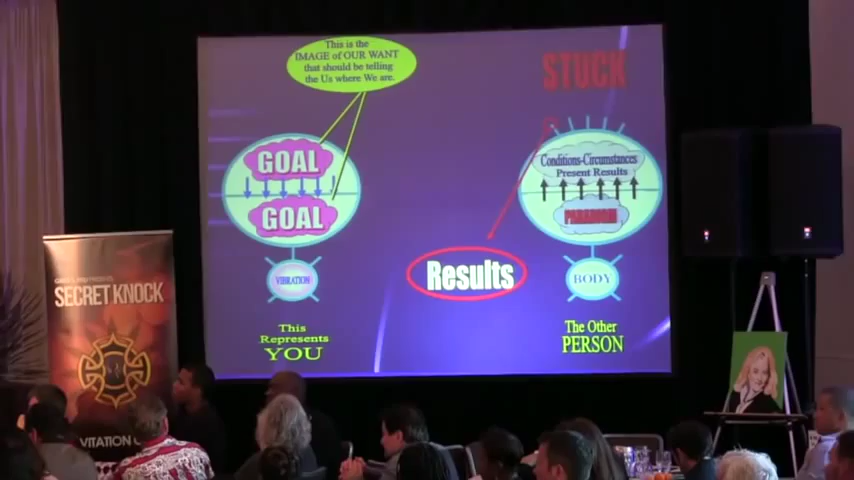 This is the
IMAGE of OUR WANT
that should be telling
the Us where We are.
STUCK
GOAL
GOAL
VIBRATION
This
Represents
YOU
Results
Conditions-Circumstances
Present Results
PARADIGM
BODY
The Other
PERSON
SECRET KNOCK